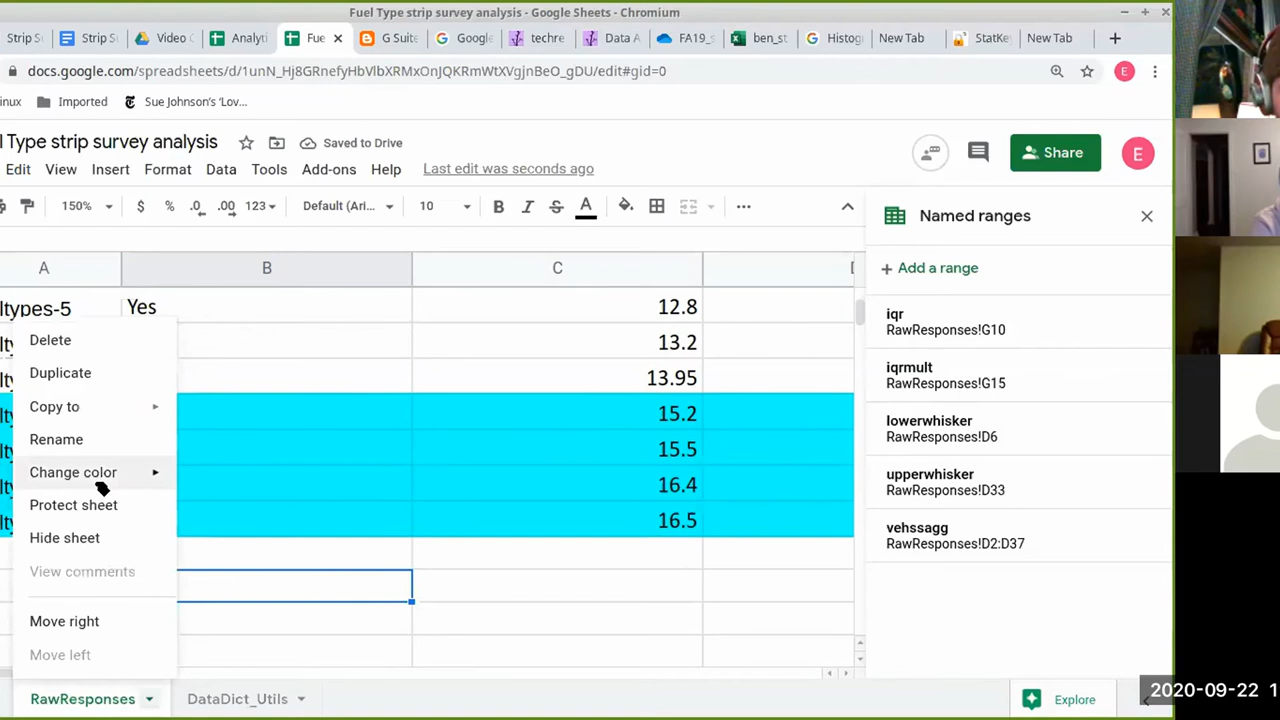 Fuel Type strip survey analysis - Google Sheets - Chromium
Strip S
Strip S
Video
Analyti
Fue
G Suite
Google
techre
Data A
FA19_s
ben_st
Histog
New Tab
StatKe
New Tab
docs.google.com/spreadsheets/d/1unN_Hj8GRnefyHbVlbXRMxOnJQKRmWtXVgjnBeO_gDU/edit#gid=0
E
inux
Imported
Sue Johnson's 'Lov...
l Type strip survey analysis
Saved to Drive
Share
E
Edit View Insert Format Data Tools Add-ons Help Last edit was seconds ago
150% $ % .0 .00 123 Default (Ari... 10 B I S A
Named ranges
Add a range
A B C
ltypes-5 Yes 12.8
13.2
13.95
15.2
15.5
16.4
16.5
Delete
Duplicate
Copy to
Rename
Change color
Protect sheet
Hide sheet
View comments
Move right
Move left
iqr
RawResponses!G10
iqrmult
RawResponses!G15
lowerwhisker
RawResponses!D6
upperwhisker
RawResponses!D33
vehssagg
RawResponses!D2:D37
RawResponses
DataDict_Utils
Explore
2020-09-22 1